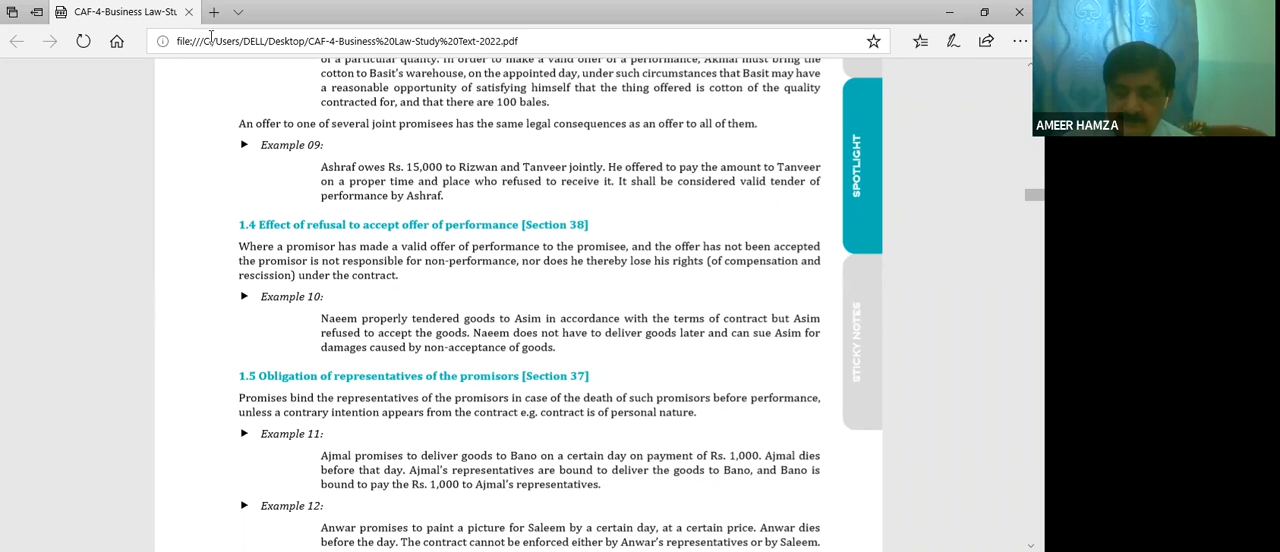 CAF-4-Business Law-Stu
file:///C:/Users/DELL/Desktop/CAF-4-Business%20Law-Study%20Text-2022.pdf
of a particular quality. In order to make a valid offer of a performance, Akmal must bring the
cotton to Basit's warehouse, on the appointed day, under such circumstances that Basit may have
a reasonable opportunity of satisfying himself that the thing offered is cotton of the quality
contracted for, and that there are 100 bales.
An offer to one of several joint promisees has the same legal consequences as an offer to all of them.
Example 09:
Ashraf owes Rs. 15,000 to Rizwan and Tanveer jointly. He offered to pay the amount to Tanveer
on a proper time and place who refused to receive it. It shall be considered valid tender of
performance by Ashraf.
1.4 Effect of refusal to accept offer of performance [Section 38]
Where a promisor has made a valid offer of performance to the promisee, and the offer has not been accepted
the promisor is not responsible for non-performance, nor does he thereby lose his rights (of compensation and
rescission) under the contract.
Example 10:
Naeem properly tendered goods to Asim in accordance with the terms of contract but Asim
refused to accept the goods. Naeem does not have to deliver goods later and can sue Asim for
damages caused by non-acceptance of goods.
1.5 Obligation of representatives of the promisors [Section 37]
Promises bind the representatives of the promisors in case of the death of such promisors before performance,
unless a contrary intention appears from the contract e.g. contract is of personal nature.
Example 11:
Ajmal promises to deliver goods to Bano on a certain day on payment of Rs. 1,000. Ajmal dies
before that day. Ajmal's representatives are bound to deliver the goods to Bano, and Bano is
bound to pay the Rs. 1,000 to Ajmal's representatives.
Example 12:
Anwar promises to paint a picture for Saleem by a certain day, at a certain price. Anwar dies
before the day. The contract cannot be enforced either by Anwar's representatives or by Saleem.
SPOTLIGHT
STICKY NOTES
AMEER HAMZA